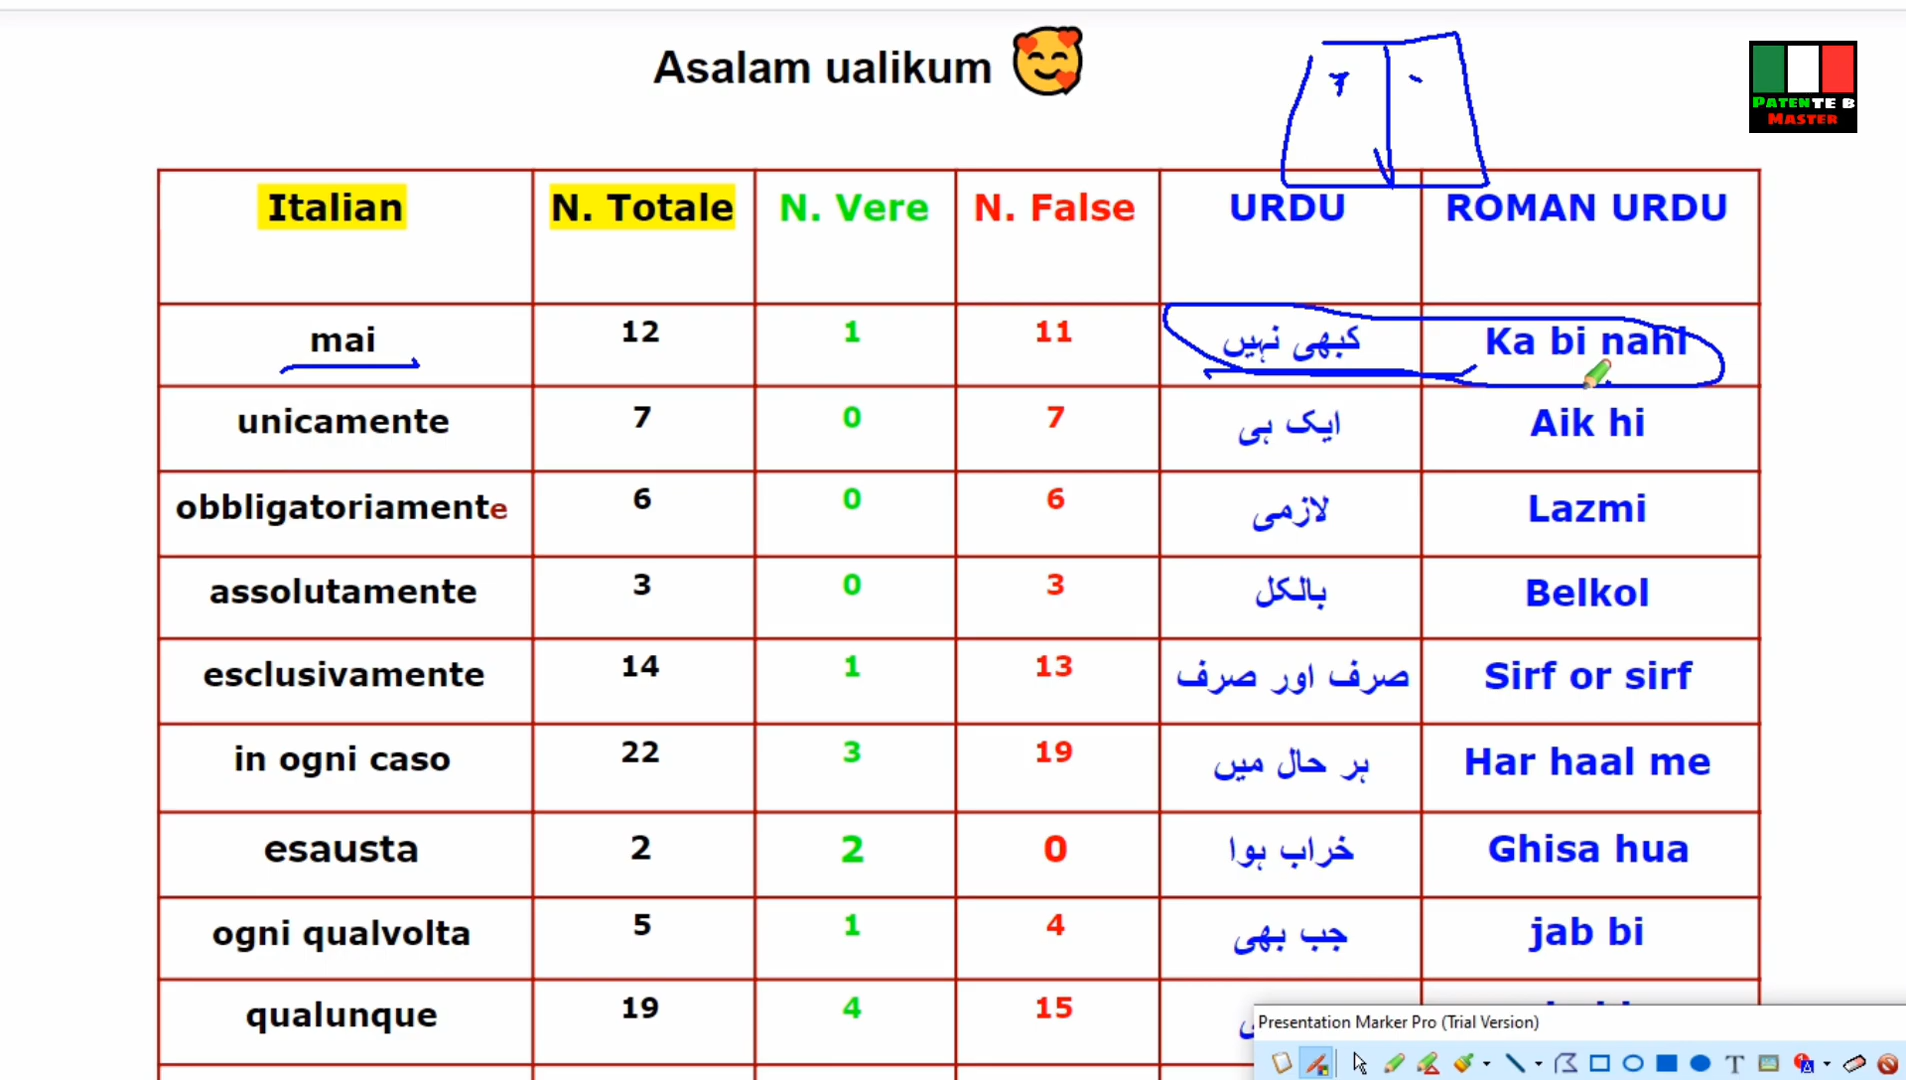 Asalam ualikum
PATENTE B
MASTER
Italian N. Totale N. Vere N. False URDU ROMAN URDU
mai 12 1 11 کبھی نہیں Ka bi nahI
unicamente 7 0 7 ایک ہی Aik hi
obbligatoriamente 6 0 6 لازمی Lazmi
assolutamente 3 0 3 بالکل Belkol
esclusivamente 14 1 13 صرف اور صرف Sirf or sirf
in ogni caso 22 3 19 ہر حال میں Har haal me
esausta 2 2 0 خراب ہوا Ghisa hua
ogni qualvolta 5 1 4 جب بھی jab bi
qualunque 19 4 15
Presentation Marker Pro (Trial Version)